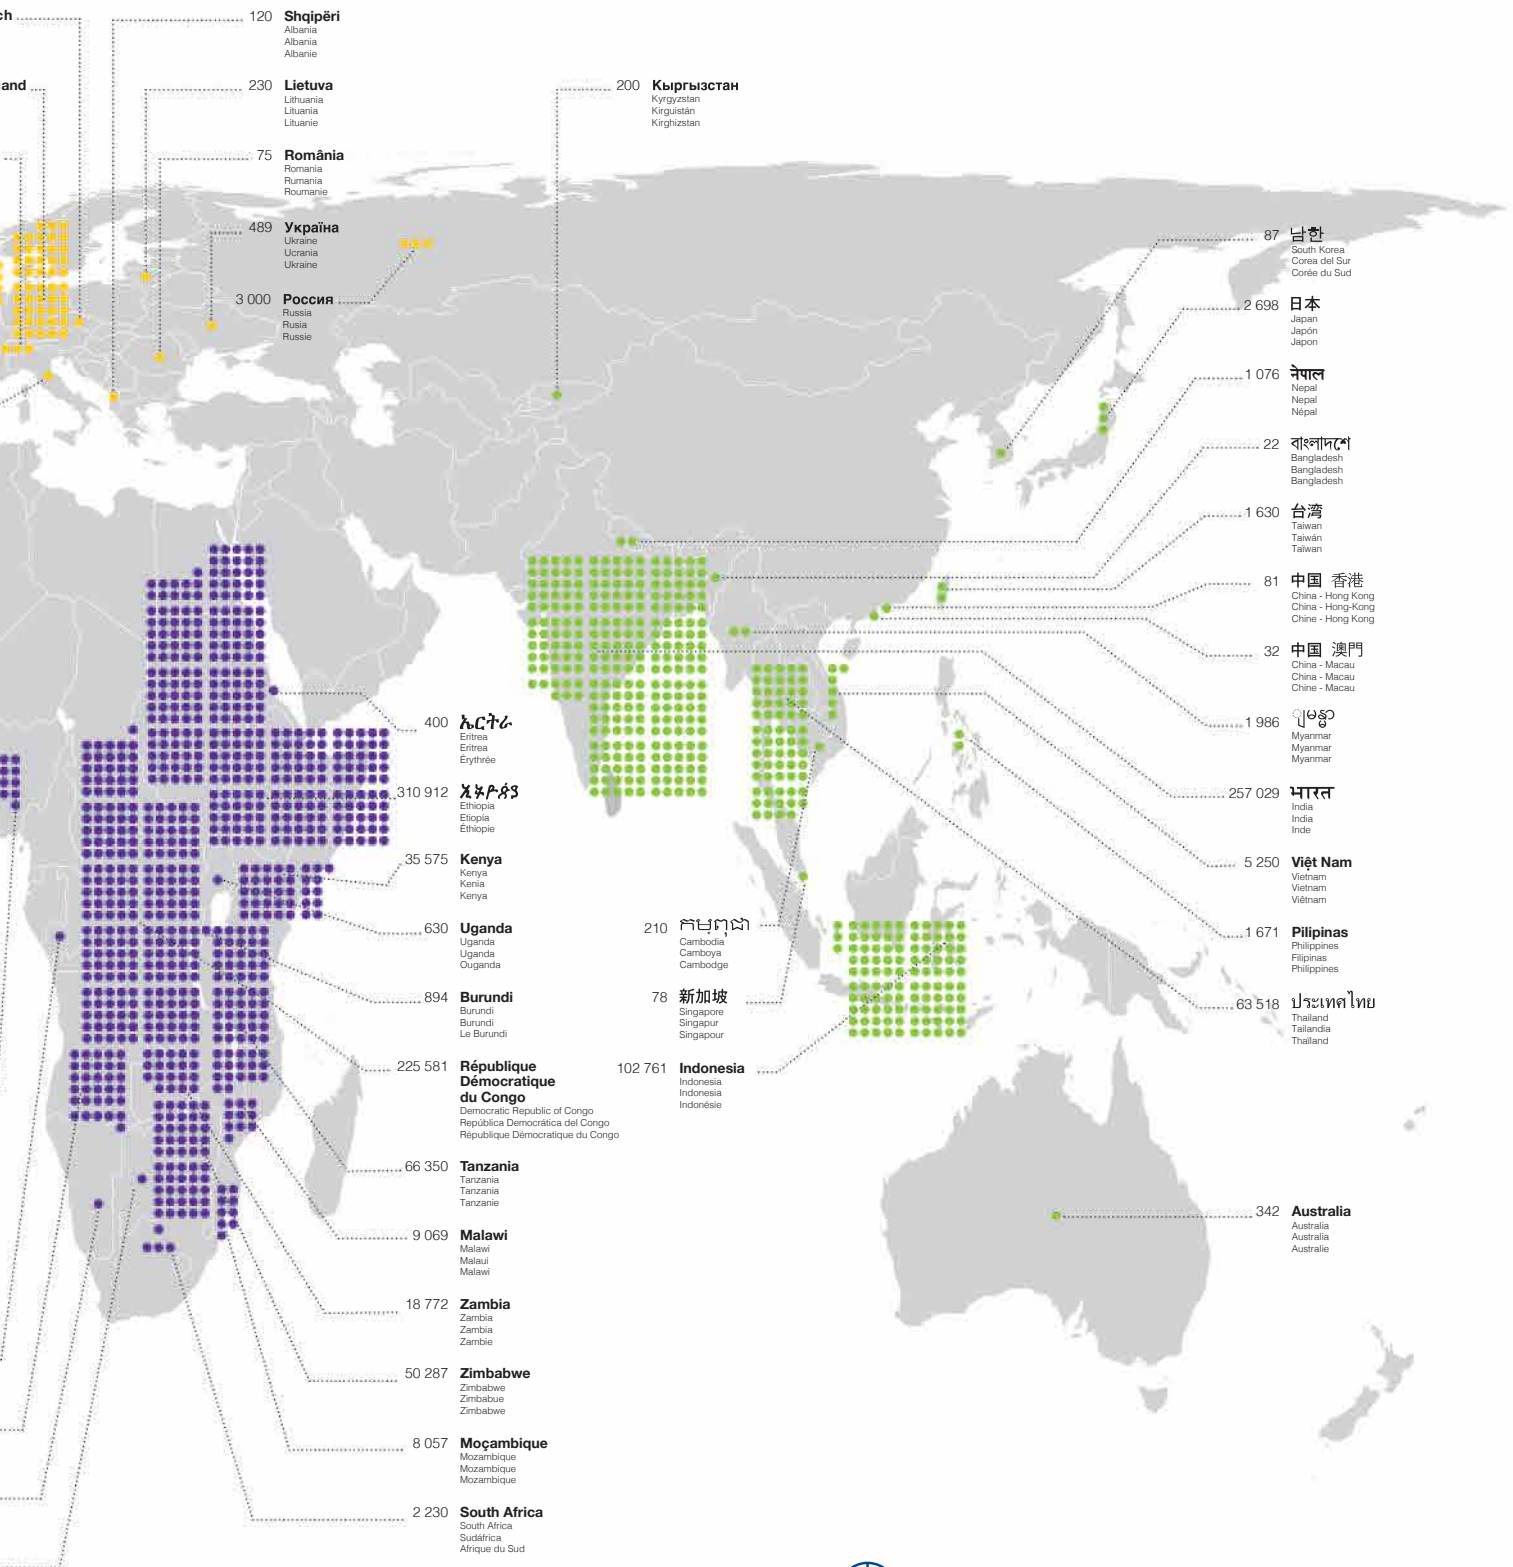 ch
120 Shqipëri
Albania
Albania
Albanie
and
230 Lietuva
Lithuania
Lituania
Lituanie
75 România
Romania
Rumania
Roumanie
489 Україна
Ukraine
Ucrania
Ukraine
3 000 Россия
Russia
Rusia
Russie
200 Кыргызстан
Kyrgyzstan
Kirguistán
Kirghizstan
87 남한
South Korea
Corea del Sur
Corée du Sud
2 698 日本
Japan
Japón
Japon
1 076 नेपाल
Nepal
Nepal
Népal
22 বাংলাদশে
Bangladesh
Bangladesh
Bangladesh
1 630 台湾
Taiwan
Taiwán
Taïwan
81 中国 香港
China - Hong Kong
China - Hong-Kong
Chine - Hong Kong
32 中国 澳門
China - Macau
China - Macau
Chine - Macau
1 986
Myanmar
Myanmar
Myanmar
257 029 भारत
India
India
Inde
5 250 Việt Nam
Vietnam
Vietnam
Viêtnam
1 671 Pilipinas
Philippines
Filipinas
Philippines
63 518 ประเทศไทย
Thailand
Tailandia
Thaïland
342 Australia
Australia
Australia
Australie
400 ኤርትራ
Eritrea
Eritrea
Érythrée
310 912 ኢትዮጵያ
Ethiopia
Etiopía
Éthiopie
35 575 Kenya
Kenya
Kenia
Kenya
630 Uganda
Uganda
Uganda
Ouganda
894 Burundi
Burundi
Burundi
Le Burundi
225 581 République
Démocratique
du Congo
Democratic Republic of Congo
República Democrática del Congo
République Démocratique du Congo
66 350 Tanzania
Tanzania
Tanzania
Tanzanie
9 069 Malawi
Malawi
Malaui
Malawi
18 772 Zambia
Zambia
Zambia
Zambie
50 287 Zimbabwe
Zimbabwe
Zimbabue
Zimbabwe
8 057 Moçambique
Mozambique
Mozambique
Mozambique
2 230 South Africa
South Africa
Sudáfrica
Afrique du Sud
210
Cambodia
Camboya
Cambodge
78 新加坡
Singapore
Singapur
Singapour
102 761 Indonesia
Indonesia
Indonesia
Indonésie